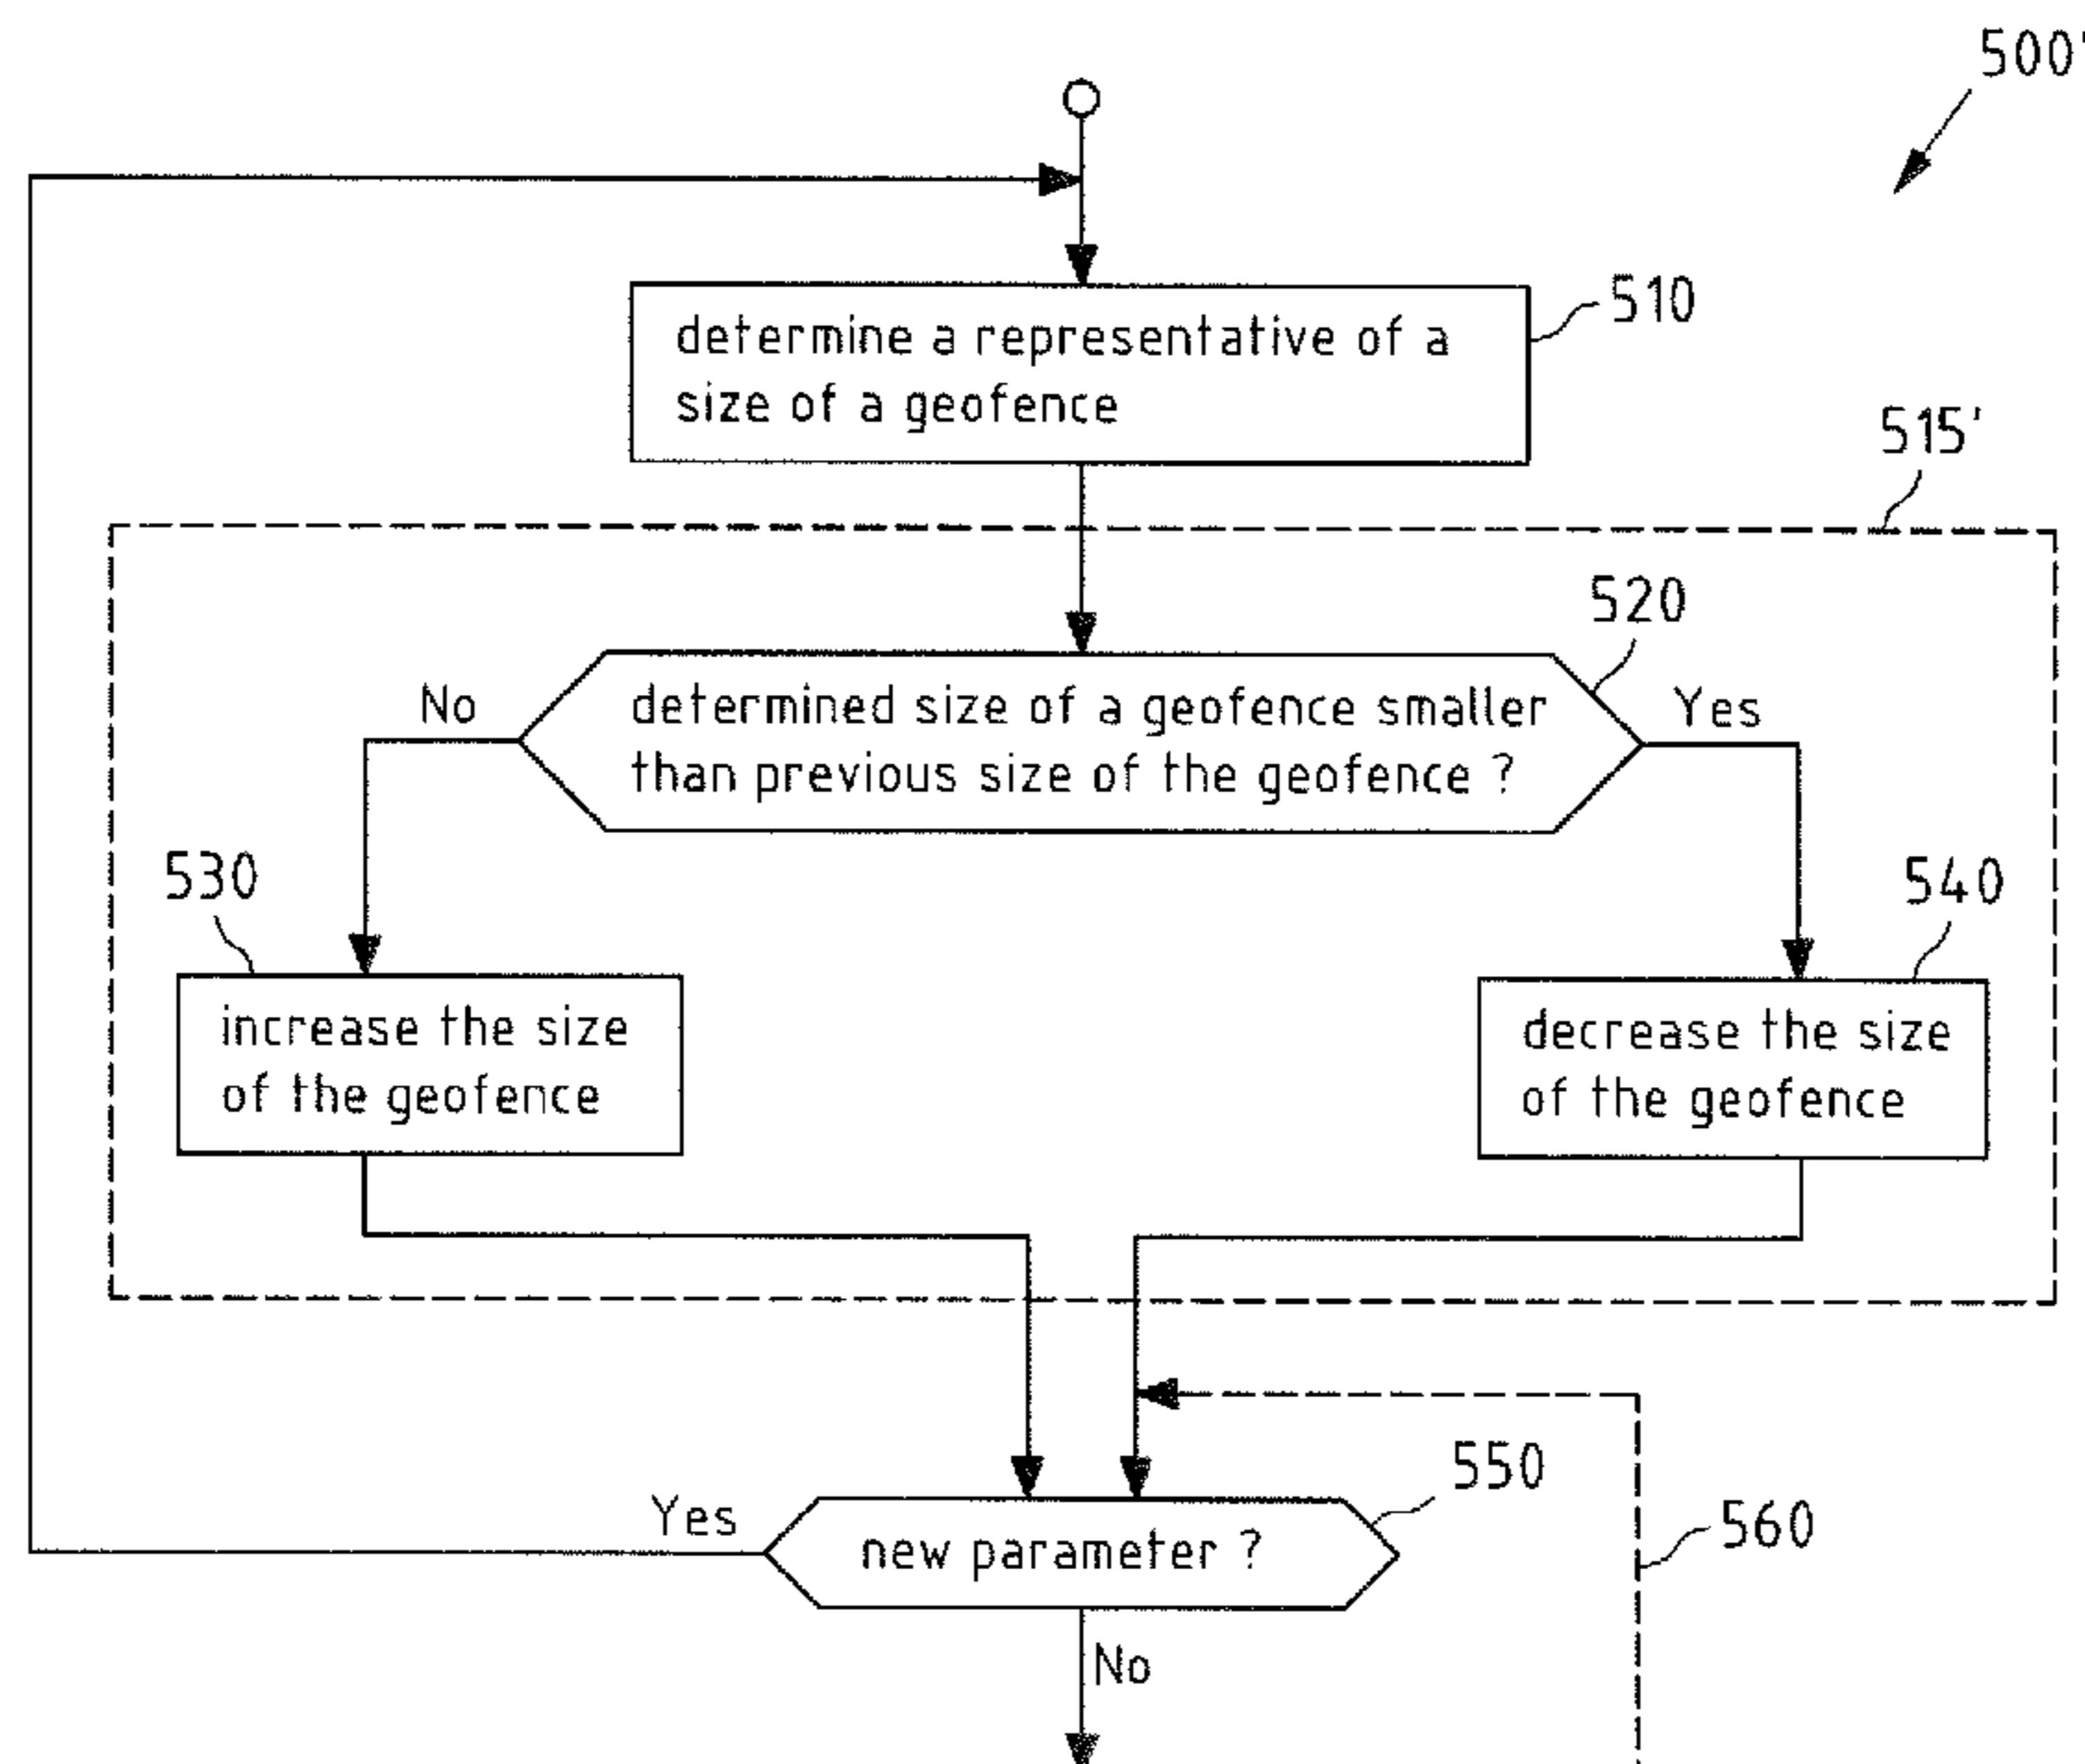 500'
determine a representative of a
size of a geofence
510
515'
520
No
determined size of a geofence smaller
than previous size of the geofence ?
Yes
530
540
increase the size
of the geofence
decrease the size
of the geofence
550
Yes
new parameter ?
560
No